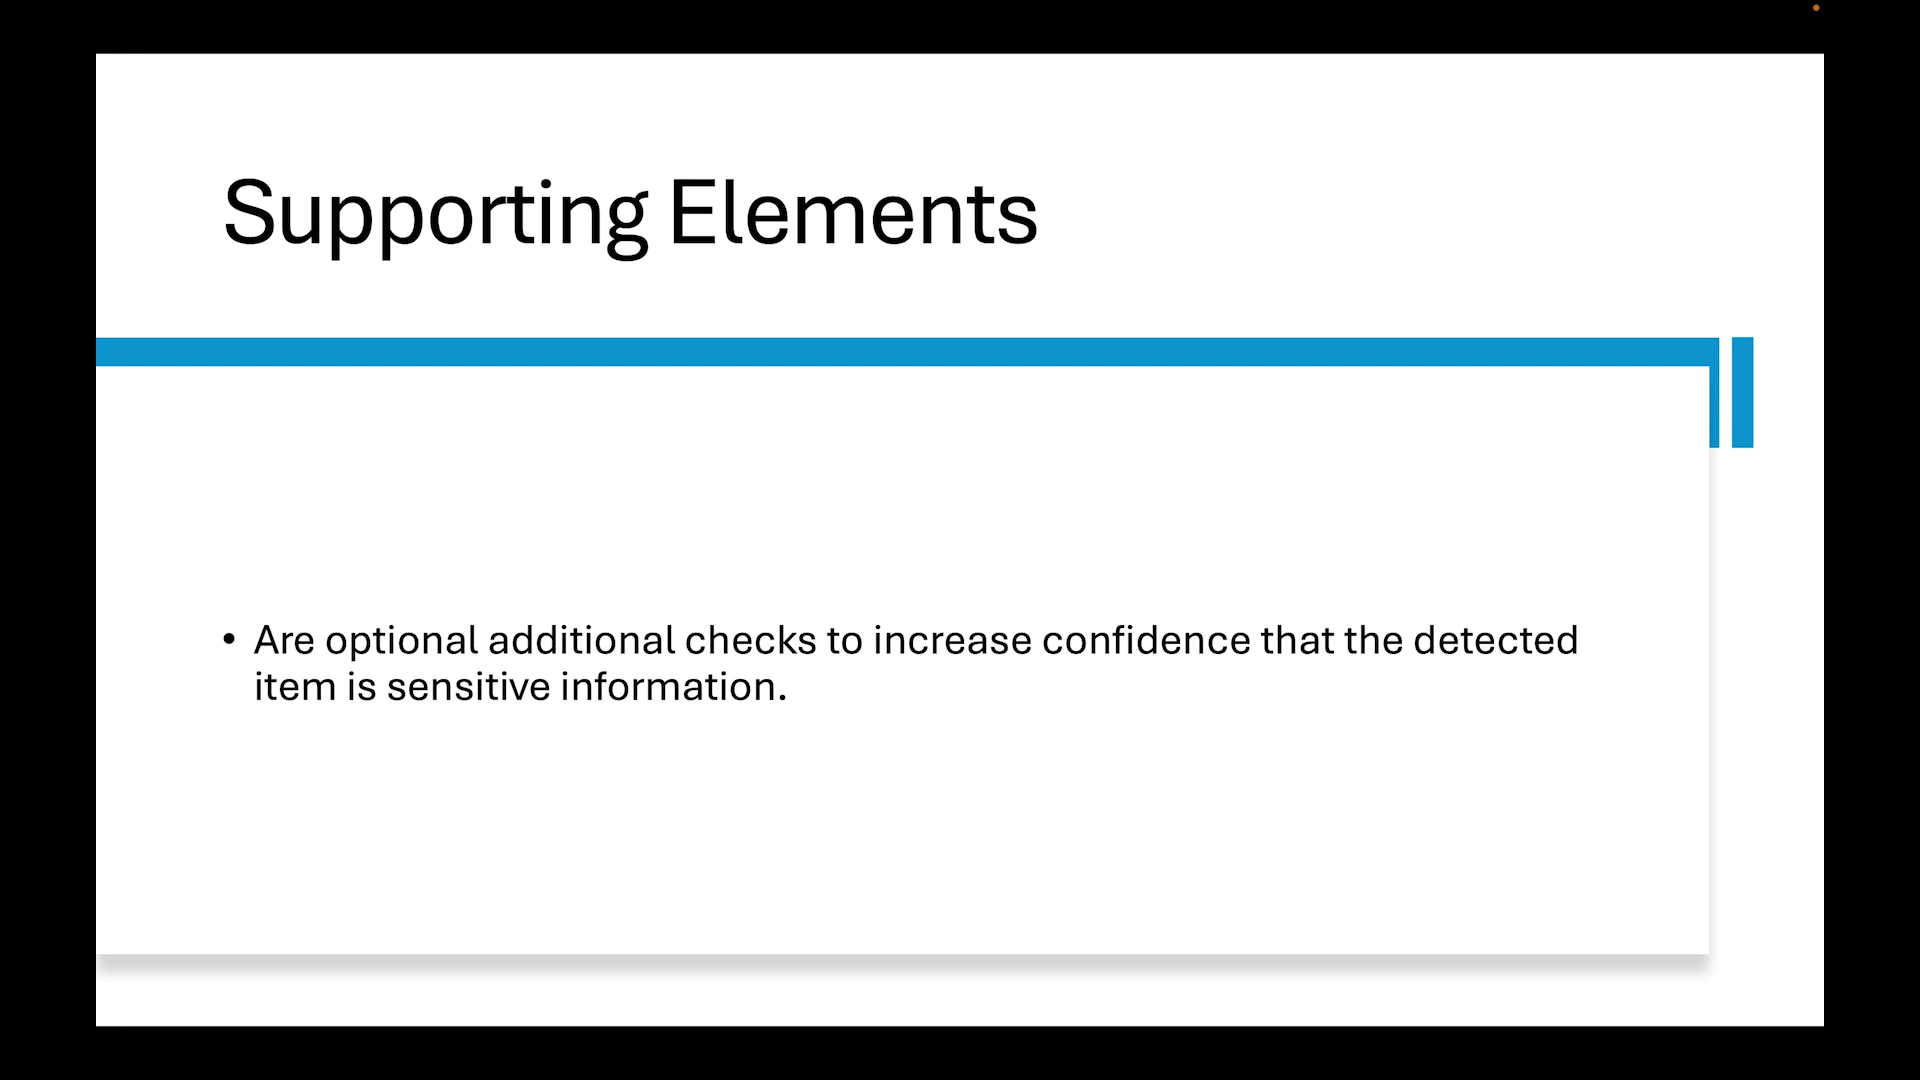 Supporting Elements
• Are optional additional checks to increase confidence that the detected
item is sensitive information.